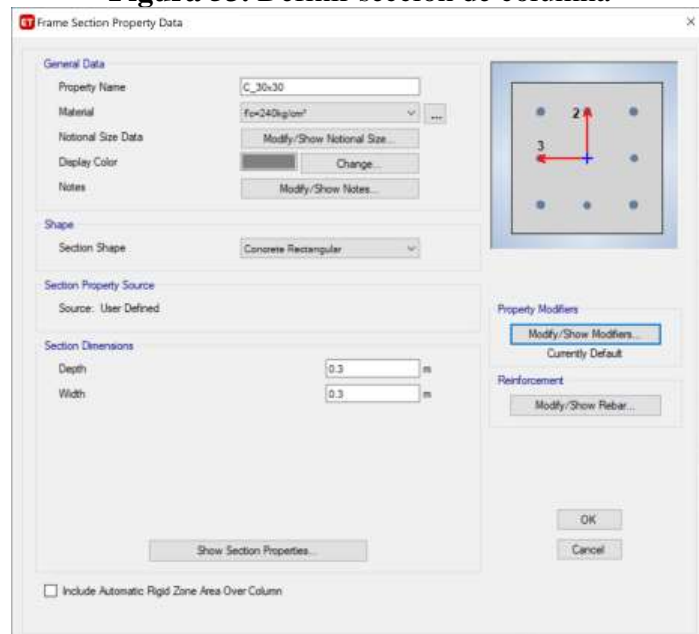 Figura 33. Definir sección de columna
ET Frame Section Property Data
General Data
Property Name C_30x30
Material f'c=240kg/cm² ...
Notional Size Data Modify/Show Notional Size...
Display Color Change...
Notes Modify/Show Notes...
2
3
Shape
Section Shape Concrete Rectangular
Section Property Source
Source: User Defined
Property Modifiers
Modify/Show Modifiers...
Currently Default
Section Dimensions
Depth 0.3 m
Width 0.3 m
Reinforcement
Modify/Show Rebar...
Show Section Properties...
OK
Cancel
Include Automatic Rigid Zone Area Over Column